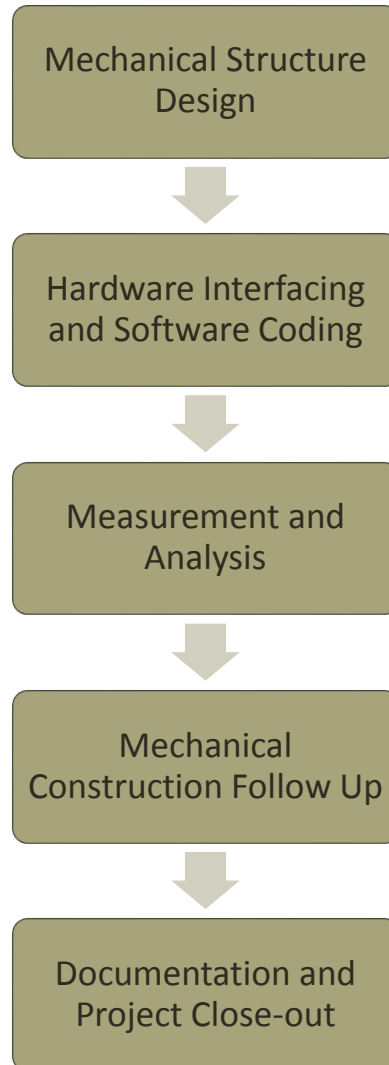 Mechanical Structure
Design
Hardware Interfacing
and Software Coding
Measurement and
Analysis
Mechanical
Construction Follow Up
Documentation and
Project Close-out